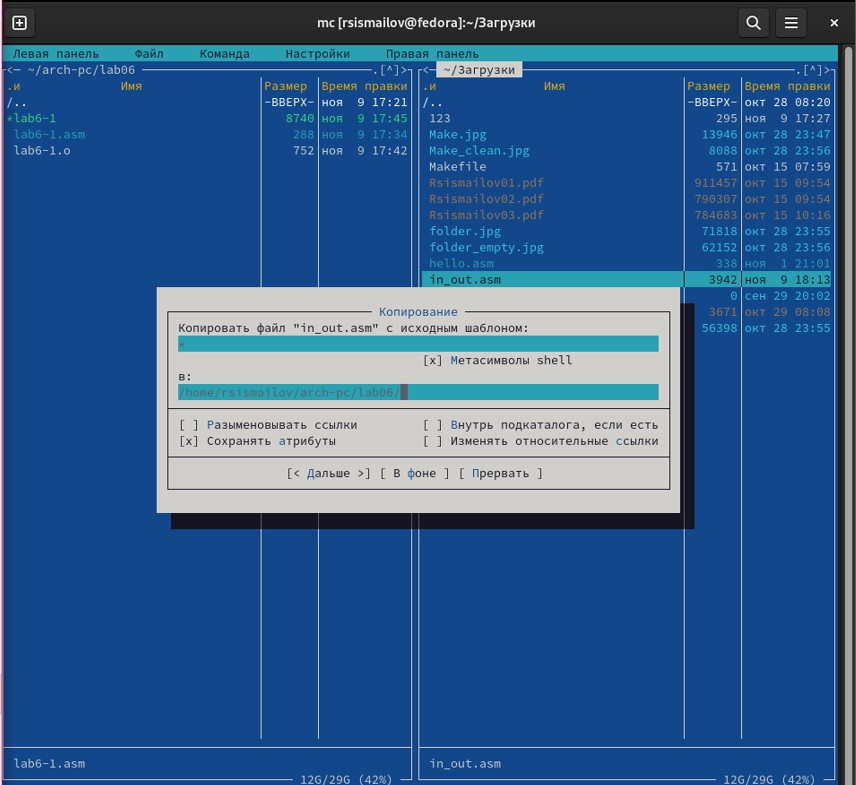 mc [rsismailov@fedora]:~/Загрузки
Левая панель Файл Команда Настройки Правая панель
<— ~/arch-pc/lab06 .[^]>
.и Имя Размер Время правки
/.. -ВВЕРХ- ноя 9 17:21
*lab6-1 8740 ноя 9 17:45
lab6-1.asm 288 ноя 9 17:34
lab6-1.o 752 ноя 9 17:42
lab6-1.asm
12G/29G (42%)
<— ~/Загрузки .[^]>
.и Имя Размер Время правки
/.. -ВВЕРХ- окт 28 08:20
123 295 ноя 9 17:27
Make.jpg 13946 окт 28 23:47
Make_clean.jpg 8088 окт 28 23:56
Makefile 571 окт 15 07:59
Rsismailov01.pdf 911457 окт 15 09:54
Rsismailov02.pdf 790307 окт 15 09:54
Rsismailov03.pdf 784683 окт 15 10:16
folder.jpg 71818 окт 28 23:55
folder_empty.jpg 62152 окт 28 23:56
hello.asm 338 ноя 1 21:01
in_out.asm 3942 ноя 9 18:13
0 сен 29 20:02
3671 окт 29 08:08
56398 окт 28 23:55
in_out.asm
12G/29G (42%)
Копирование
Копировать файл "in_out.asm" с исходным шаблоном:
*
[x] Метасимволы shell
в:
/home/rsismailov/arch-pc/lab06/
[ ] Разыменовывать ссылки [ ] Внутрь подкаталога, если есть
[x] Сохранять атрибуты [ ] Изменять относительные ссылки
[< Дальше >] [ В фоне ] [ Прервать ]